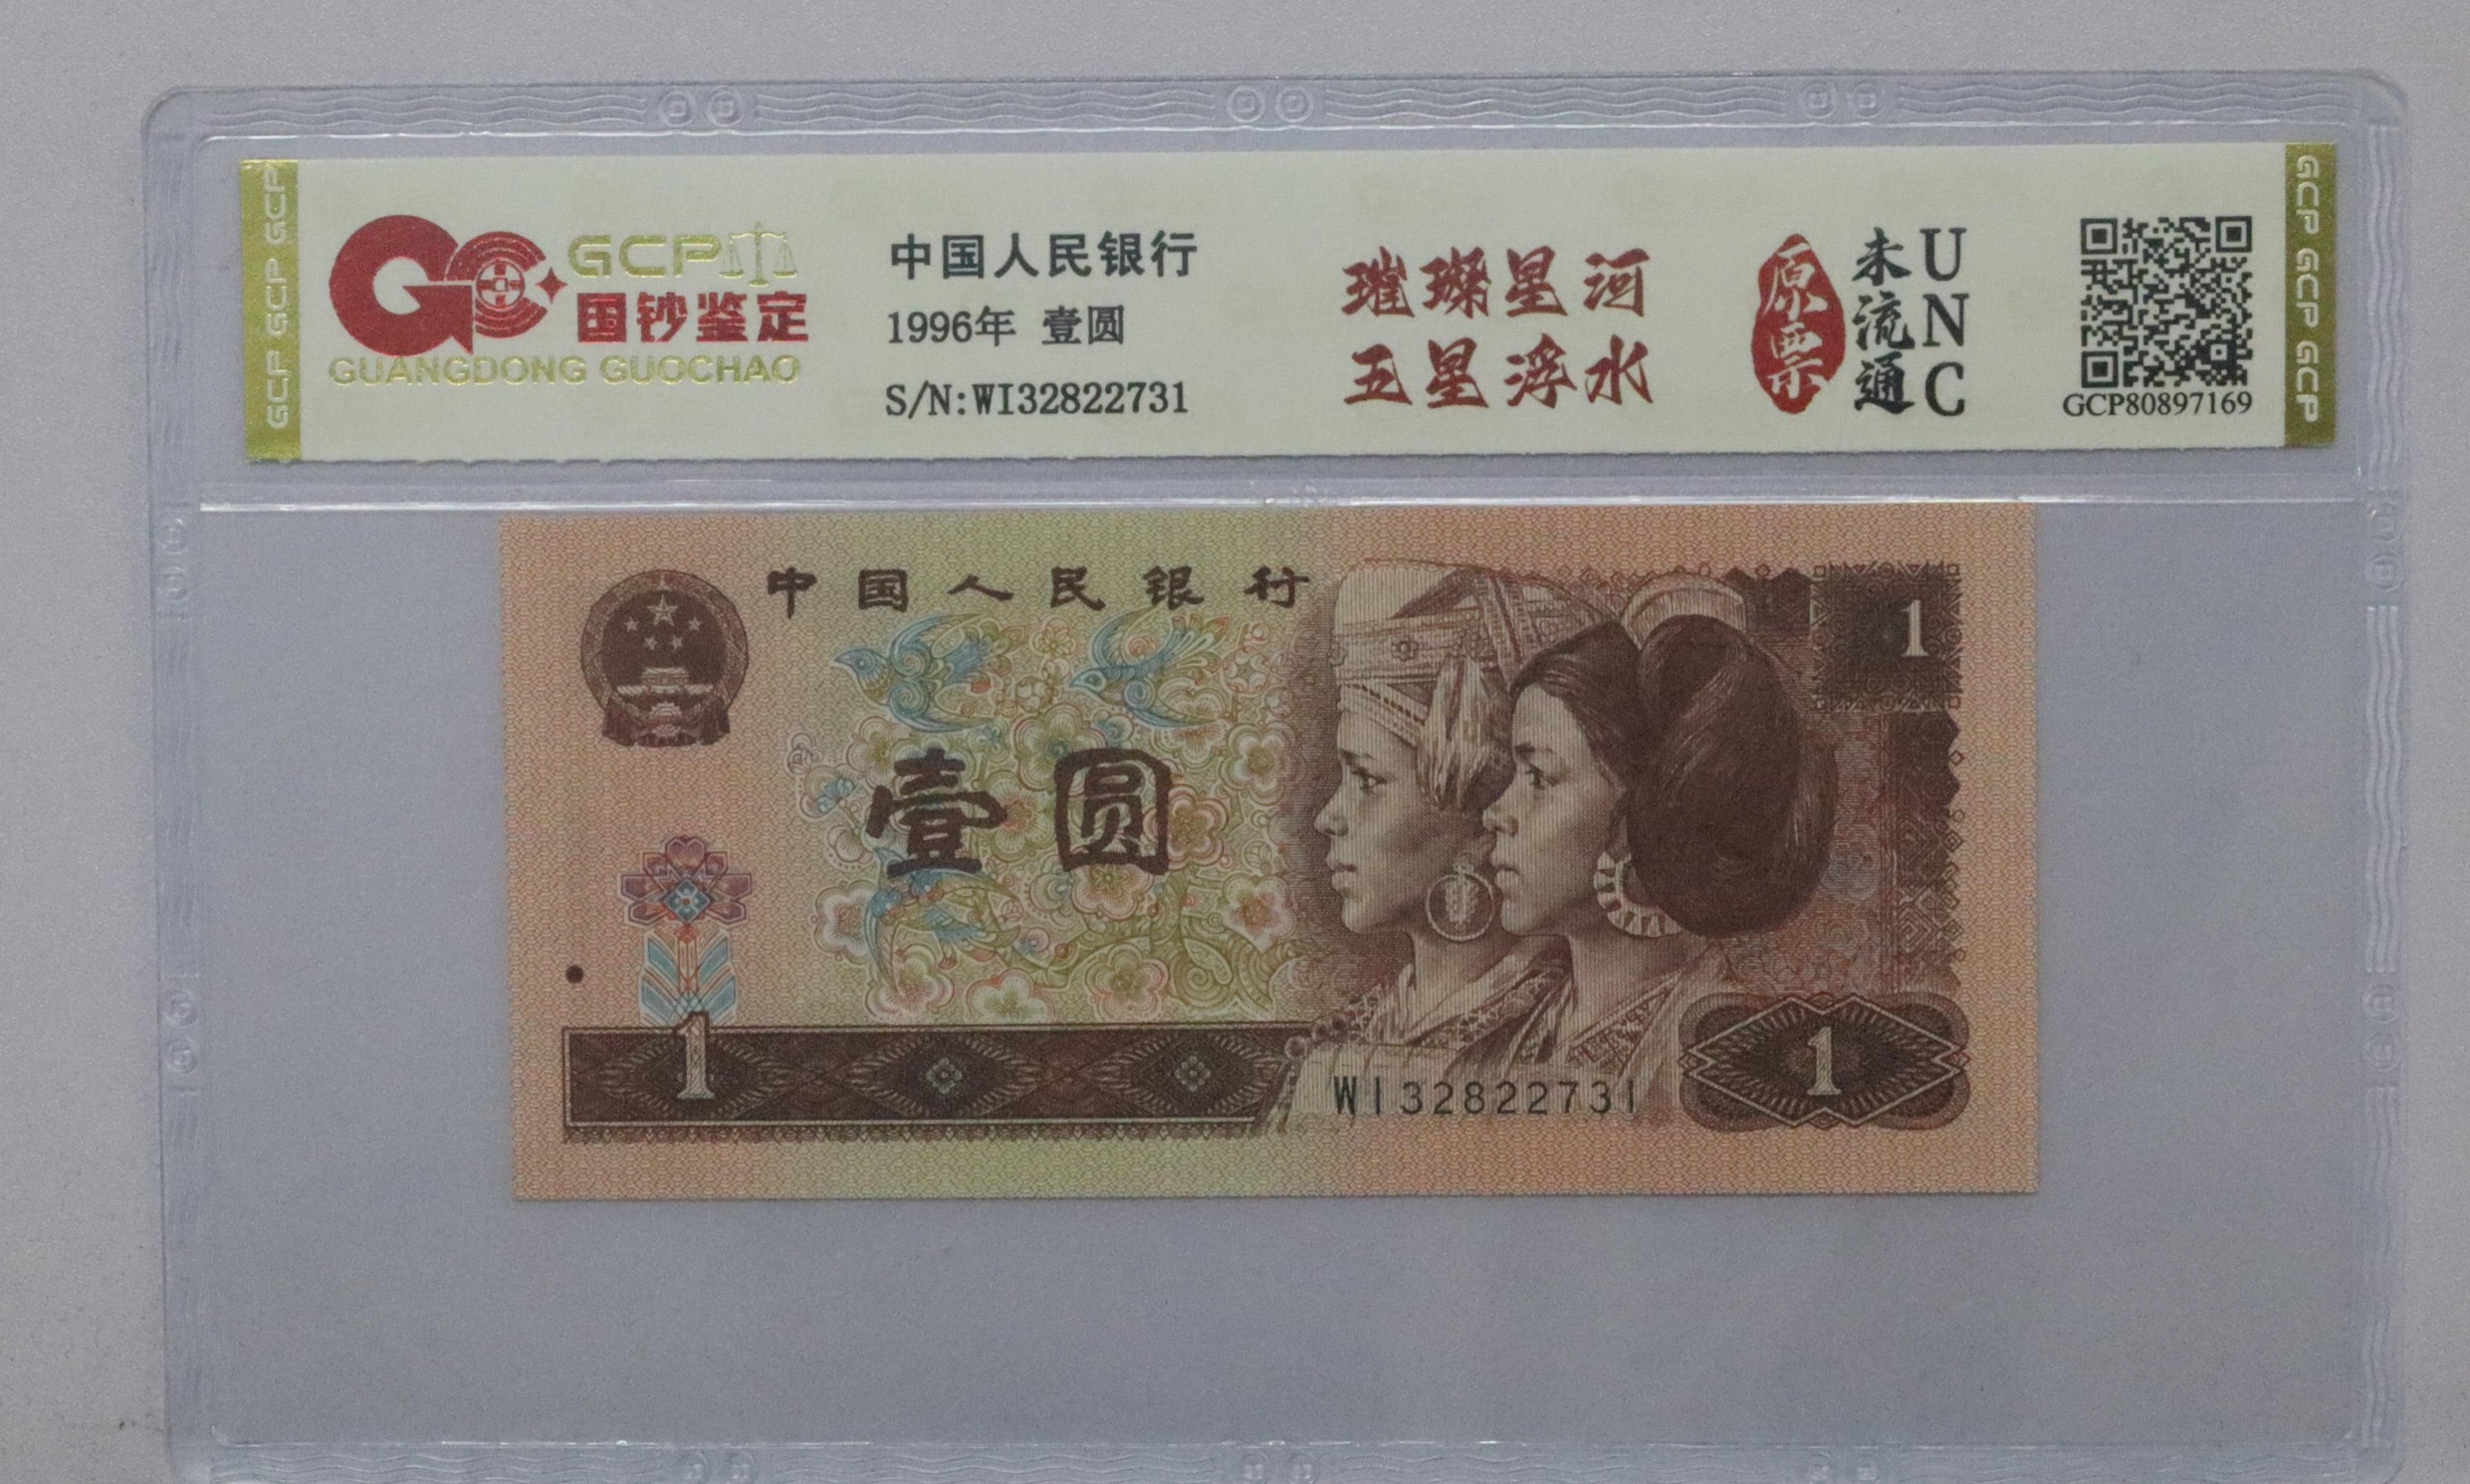 GCP GCP GCP
GCP
国钞鉴定
GUANGDONG GUOCHAO
中国人民银行
1996年 壹圆
S/N:WI32822731
璀璨星河
五星浮水
原票
未流通
UNC
GCP80897169
GCP GCP GCP
中国人民银行
1
壹圆
1
WI32822731
1